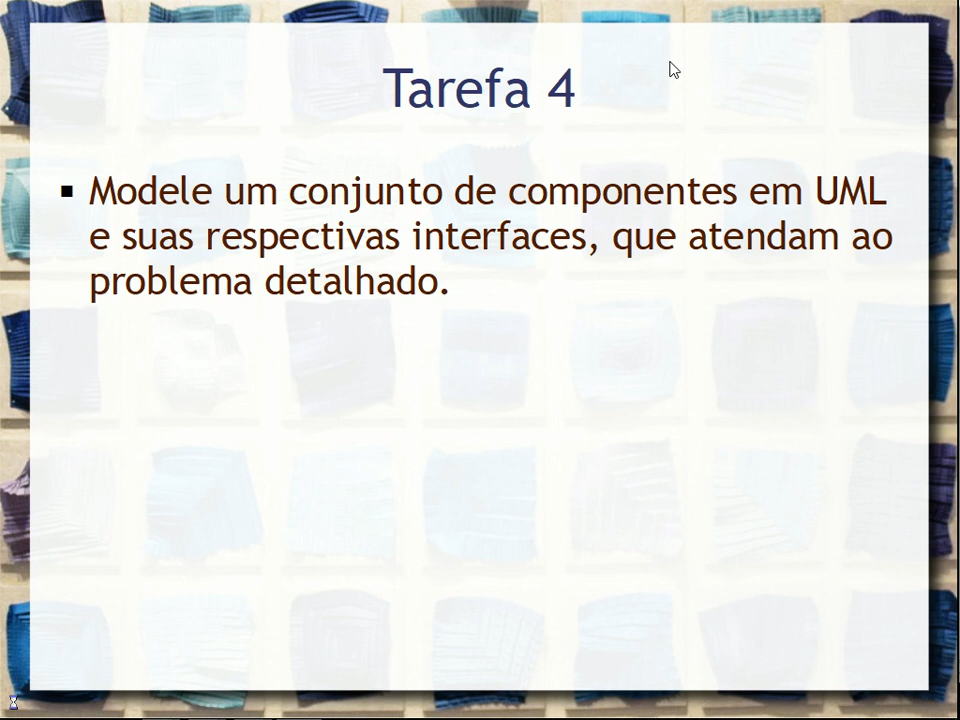 Tarefa 4
Modele um conjunto de componentes em UML
e suas respectivas interfaces, que atendam ao
problema detalhado.